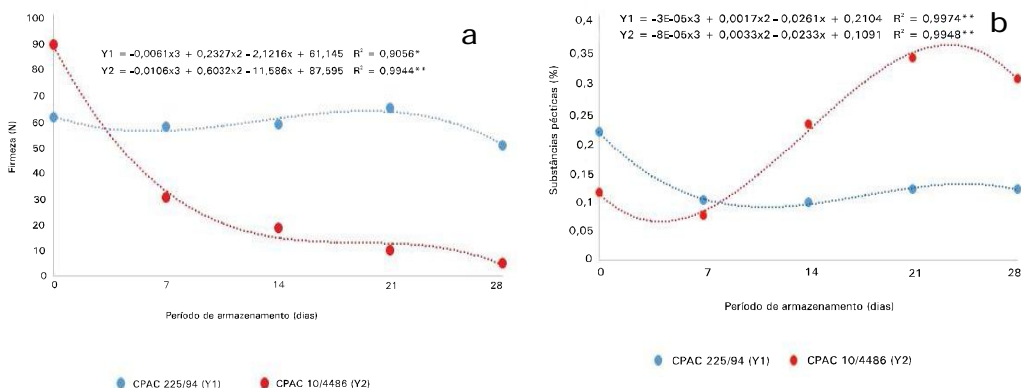 a
Y1 = -0,0061x3 + 0,2327x2 - 2,1216x + 61,145 R² = 0,9056*
Y2 = -0,0106x3 + 0,6032x2 - 11,586x + 87,595 R² = 0,9944**
Firmeza (N)
100
90
80
70
60
50
40
30
20
10
0
0 7 14 21 28
Período de armazenamento (dias)
CPAC 225/94 (Y1) CPAC 10/4486 (Y2)
b
Y1 = -3E-05x3 + 0,0017x2 - 0,0261x + 0,2104 R² = 0,9974**
Y2 = -8E-05x3 + 0,0033x2 - 0,0233x + 0,1091 R² = 0,9948**
Substâncias pécticas (%)
0,4
0,35
0,3
0,25
0,2
0,15
0,1
0,05
0
0 7 14 21 28
Período de armazenamento (dias)
CPAC 225/94 (Y1) CPAC 10/4486 (Y2)